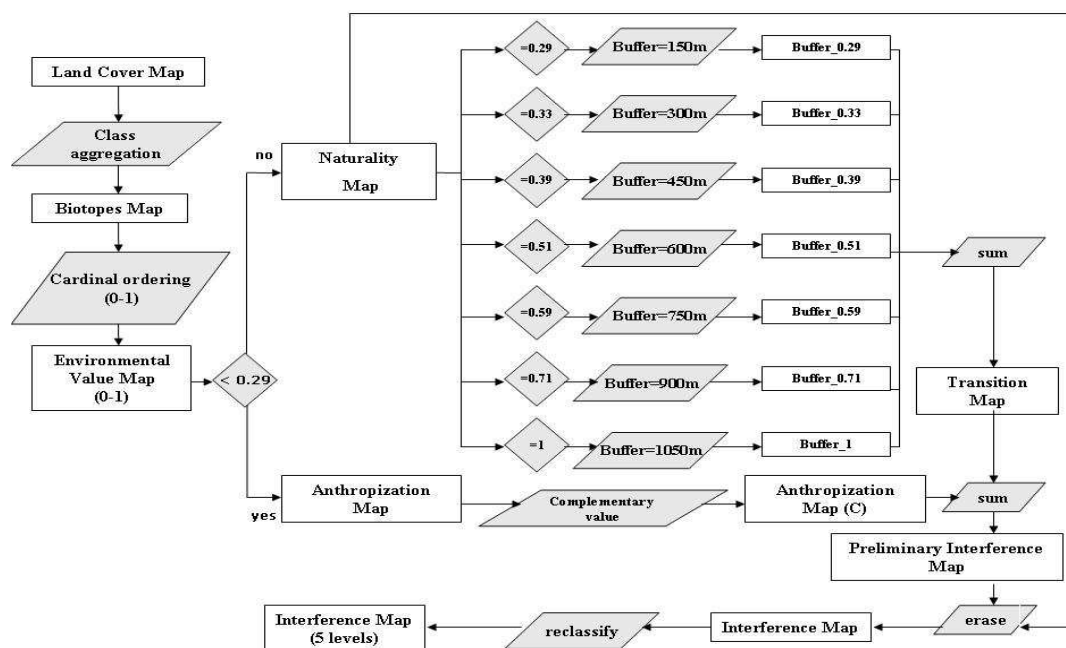 Land Cover Map
Class
aggregation
Biotopes Map
Cardinal ordering
(0-1)
Environmental
Value Map
(0-1)
< 0.29
no
yes
Naturality
Map
=0.29
Buffer=150m
Buffer_0.29
=0.33
Buffer=300m
Buffer_0.33
=0.39
Buffer=450m
Buffer_0.39
=0.51
Buffer=600m
Buffer_0.51
=0.59
Buffer=750m
Buffer_0.59
=0.71
Buffer=900m
Buffer_0.71
=1
Buffer=1050m
Buffer_1
sum
Transition
Map
Anthropization
Map
Complementary
value
Anthropization
Map (C)
sum
Preliminary Interference
Map
erase
Interference Map
reclassify
Interference Map
(5 levels)